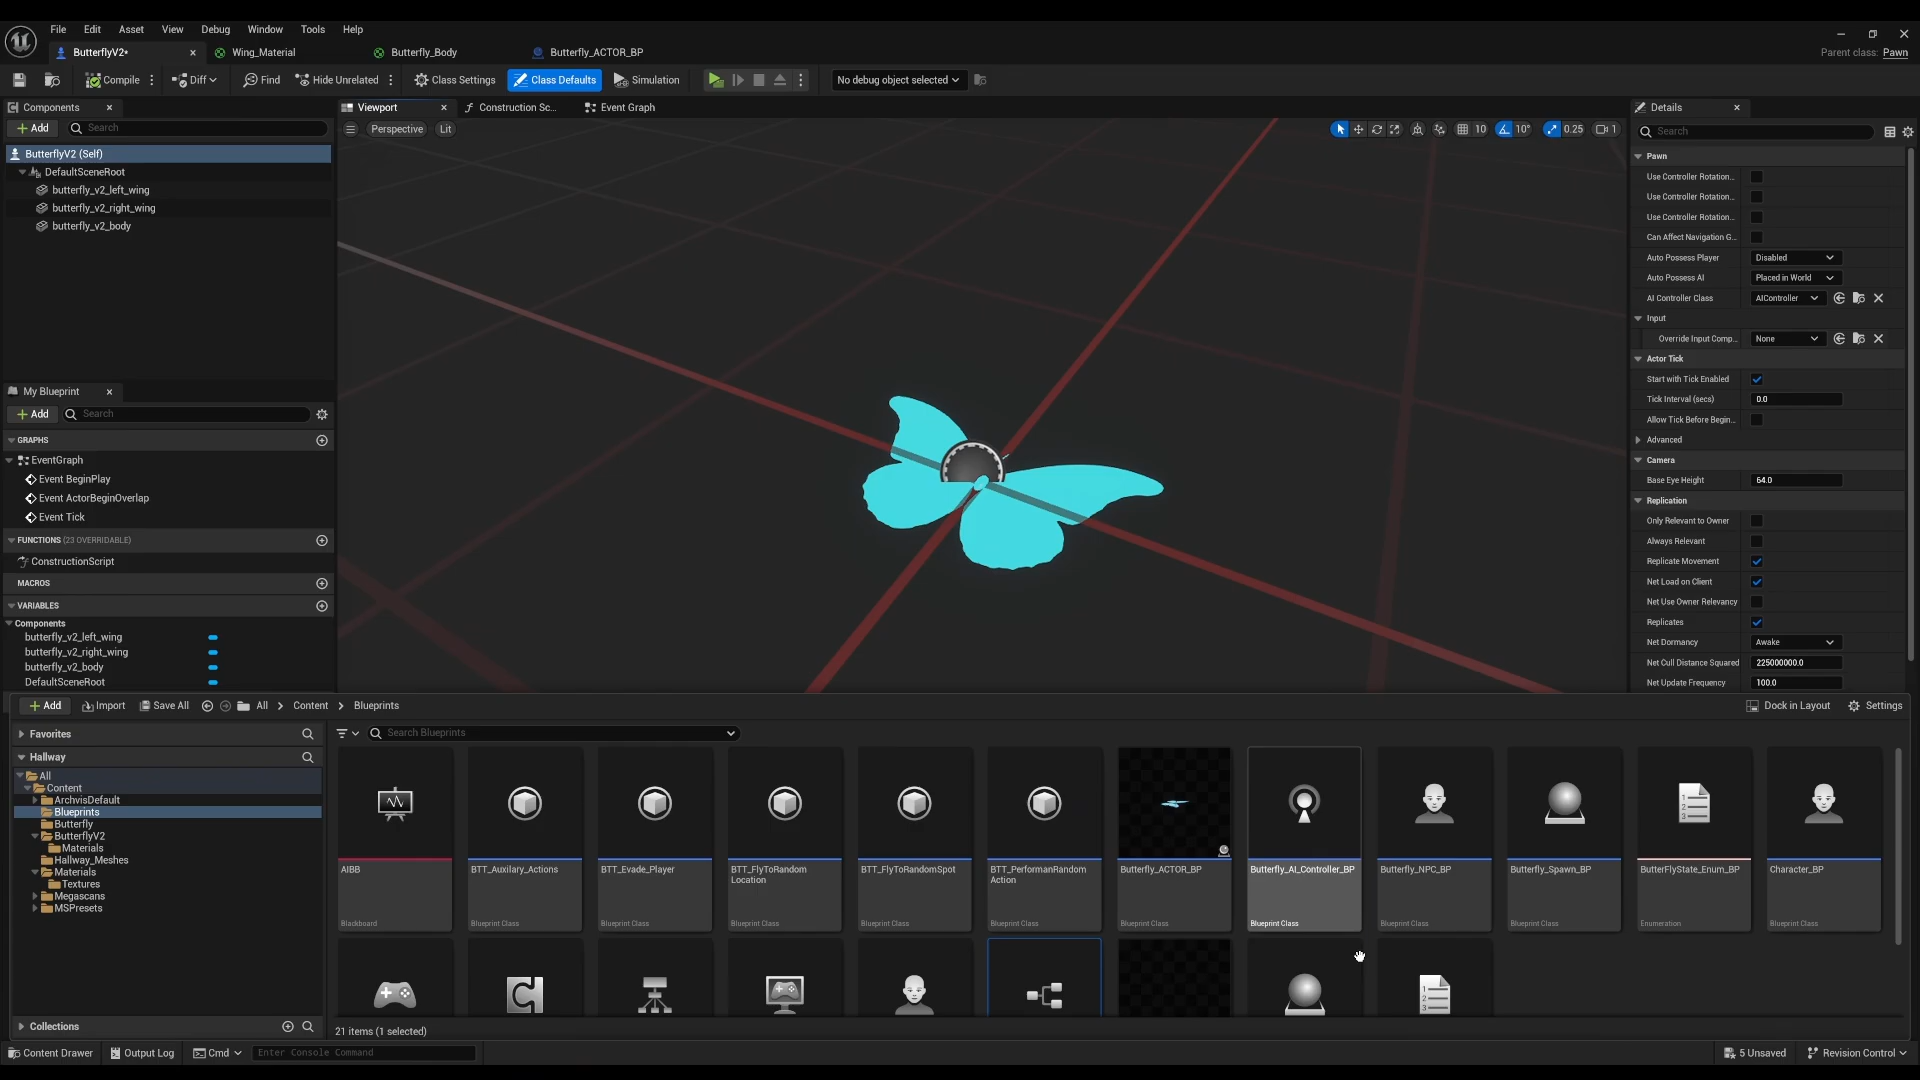 File Edit Asset View Debug Window Tools Help
ButterflyV2* Wing_Material Butterfly_Body Butterfly_ACTOR_BP
Parent class: Pawn
Compile Diff Find Hide Unrelated Class Settings Class Defaults Simulation No debug object selected
Components
Add Search
ButterflyV2 (Self)
DefaultSceneRoot
butterfly_v2_left_wing
butterfly_v2_right_wing
butterfly_v2_body
My Blueprint
Add Search
GRAPHS
EventGraph
Event BeginPlay
Event ActorBeginOverlap
Event Tick
FUNCTIONS (23 OVERRIDABLE)
ConstructionScript
MACROS
VARIABLES
Components
butterfly_v2_left_wing
butterfly_v2_right_wing
butterfly_v2_body
DefaultSceneRoot
Viewport Construction Sc... Event Graph
Perspective Lit
10 10° 0.25 1
Details
Search
Pawn
Use Controller Rotation...
Use Controller Rotation...
Use Controller Rotation...
Can Affect Navigation G...
Auto Possess Player Disabled
Auto Possess AI Placed in World
AI Controller Class AIController
Input
Override Input Comp... None
Actor Tick
Start with Tick Enabled
Tick Interval (secs) 0.0
Allow Tick Before Begin...
Advanced
Camera
Base Eye Height 64.0
Replication
Only Relevant to Owner
Always Relevant
Replicate Movement
Net Load on Client
Net Use Owner Relevancy
Replicates
Net Dormancy Awake
Net Cull Distance Squared 225000000.0
Net Update Frequency 100.0
Add Import Save All All Content Blueprints Dock in Layout Settings
Favorites
Hallway
All
Content
ArchvisDefault
Blueprints
Butterfly
ButterflyV2
Materials
Hallway_Meshes
Materials
Textures
Megascans
MSPresets
Collections
Search Blueprints
AIBB
Blackboard
BTT_Auxilary_Actions
Blueprint Class
BTT_Evade_Player
Blueprint Class
BTT_FlyToRandom
Location
Blueprint Class
BTT_FlyToRandomSpot
Blueprint Class
BTT_PerformanRandom
Action
Blueprint Class
Butterfly_ACTOR_BP
Blueprint Class
Butterfly_AI_Controller_BP
Blueprint Class
Butterfly_NPC_BP
Blueprint Class
Butterfly_Spawn_BP
Blueprint Class
ButterFlyState_Enum_BP
Enumeration
Character_BP
Blueprint Class
21 items (1 selected)
Content Drawer Output Log Cmd Enter Console Command 5 Unsaved Revision Control